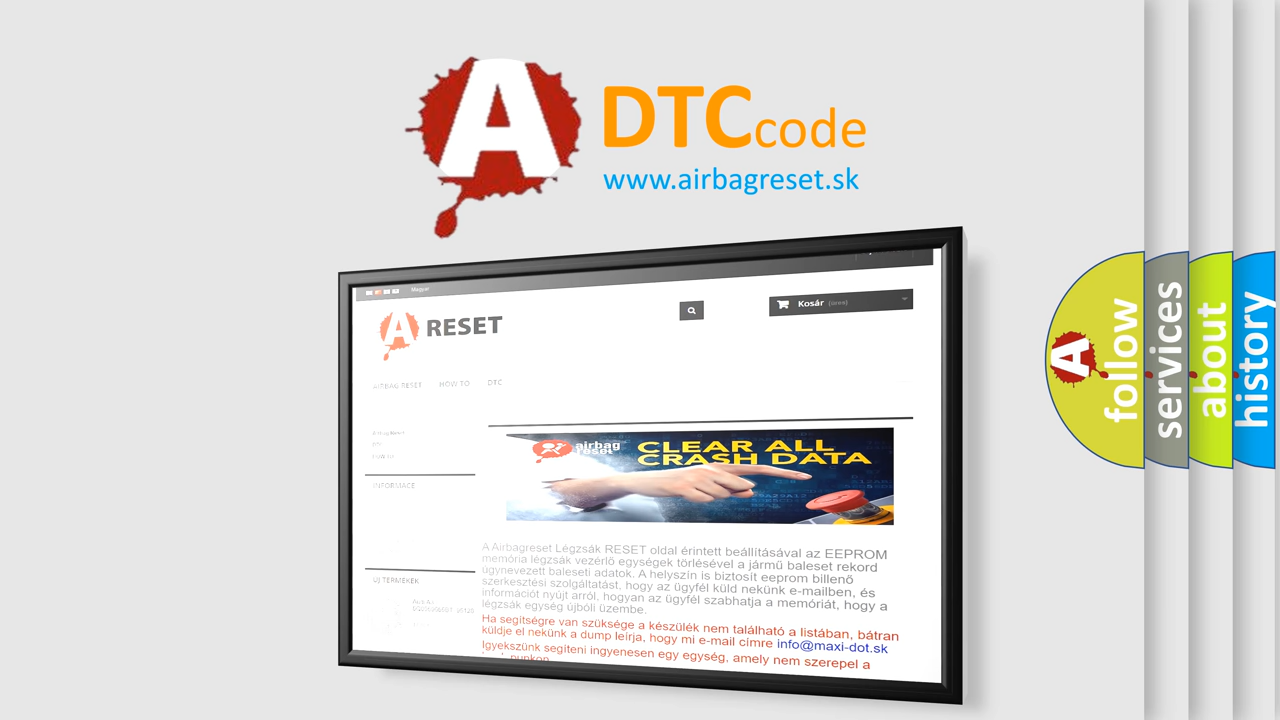 A DTCcode
www.airbagreset.sk
Magyar
A RESET
Kosár (üres)
AIRBAG RESET HOW TO DTC
INFORMACE
airbag
reset
CLEAR ALL
CRASH DATA
A Airbagreset Légzsák RESET oldal érintett beállításával az EEPROM
memória légzsák vezérlő egységek törlésével a jármű baleset rekord
úgynevezett baleseti adatok. A helyszín is biztosít eeprom billenő
szerkesztési szolgáltatást, hogy az ügyfél küld nekünk e-mailben, és
információt nyújt arról, hogyan az ügyfél szabhatja a memóriát, hogy a
légzsák egység újbóli üzembe.
Ha segítségre van szüksége a készülék nem található a listában, bátran
küldje el nekünk a dump leírja, hogy mi e-mail címre info@maxi-dot.sk
Igyekszünk segíteni ingyenesen egy egység, amely nem szerepel a
ÚJ TERMÉKEK
A follow
services
about
history